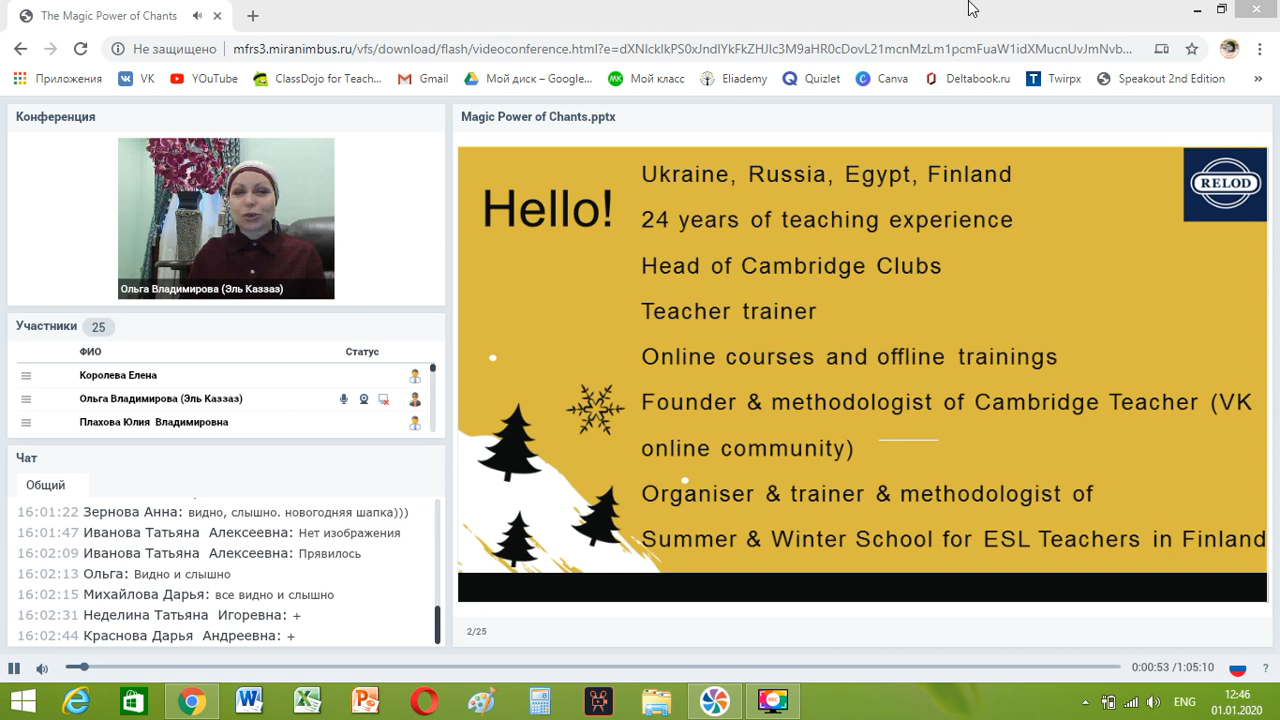 The Magic Power of Chants
Не защищено
mfrs3.miranimbus.ru/vfs/download/flash/videoconference.html?e=
Приложения
VK
YOuTube
ClassDojo for Teach...
Gmail
Мой диск – Google...
Мой класс
Eliademy
Quizlet
Canva
Deltabook.ru
Twirpx
Speakout 2nd Edition
Конференция
Ольга Владимирова (Эль Каззаз)
Участники 25
ФИО Статус
Королева Елена
Ольга Владимирова (Эль Каззаз)
Плахова Юлия Владимировна
Чат
Общий
16:01:22 Зернова Анна: видно, слышно. новогодняя шапка)))
16:01:47 Иванова Татьяна Алексеевна: Нет изображения
16:02:09 Иванова Татьяна Алексеевна: Прявилось
16:02:13 Ольга: Видно и слышно
16:02:15 Михайлова Дарья: все видно и слышно
16:02:31 Неделина Татьяна Игоревна: +
16:02:44 Краснова Дарья Андреевна: +
Magic Power of Chants.pptx
Hello!
Ukraine, Russia, Egypt, Finland
24 years of teaching experience
Head of Cambridge Clubs
Teacher trainer
Online courses and offline trainings
Founder & methodologist of Cambridge Teacher (VK
online community)
Organiser & trainer & methodologist of
Summer & Winter School for ESL Teachers in Finland
RELOD
2/25
0:00:53 / 1:05:10
?
ENG
12:46
01.01.2020